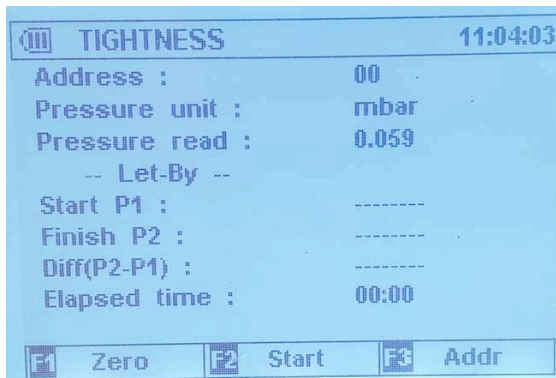 TIGHTNESS 11:04:03
Address : 00
Pressure unit : mbar
Pressure read : 0.059
-- Let-By --
Start P1 : --------
Finish P2 : --------
Diff(P2-P1) : --------
Elapsed time : 00:00
F1 Zero F2 Start F3 Addr